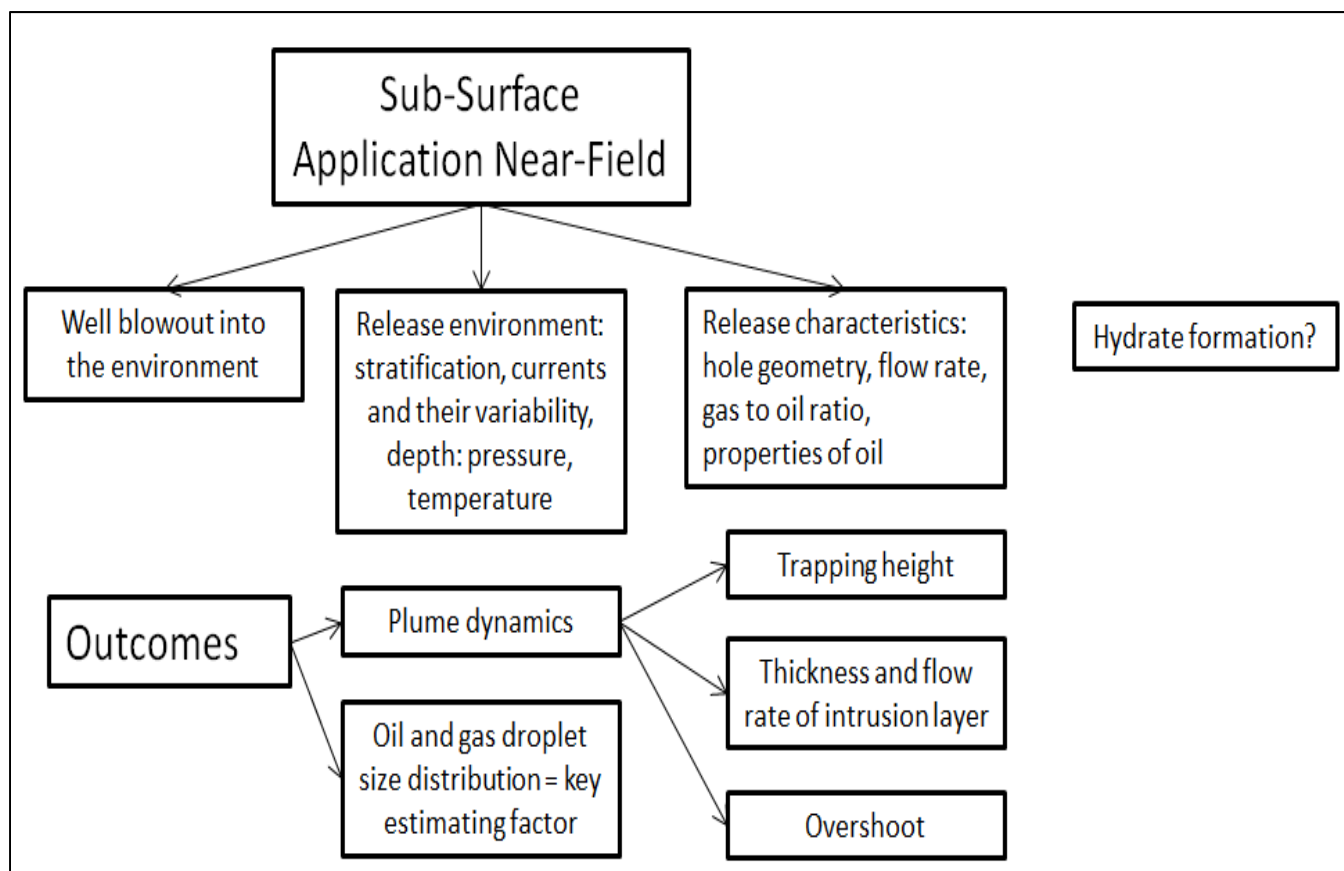 Sub-Surface
Application Near-Field
Well blowout into
the environment
Release environment:
stratification, currents
and their variability,
depth: pressure,
temperature
Release characteristics:
hole geometry, flow rate,
gas to oil ratio,
properties of oil
Hydrate formation?
Outcomes
Plume dynamics
Oil and gas droplet
size distribution = key
estimating factor
Trapping height
Thickness and flow
rate of intrusion layer
Overshoot